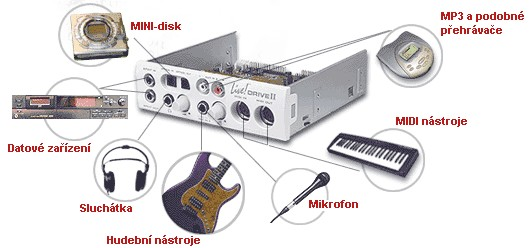 MINI-disk
MP3 a podobné
přehrávače
Live! DRIVE II
Datové zařízení
MIDI nástroje
Sluchátka
Mikrofon
Hudební nástroje